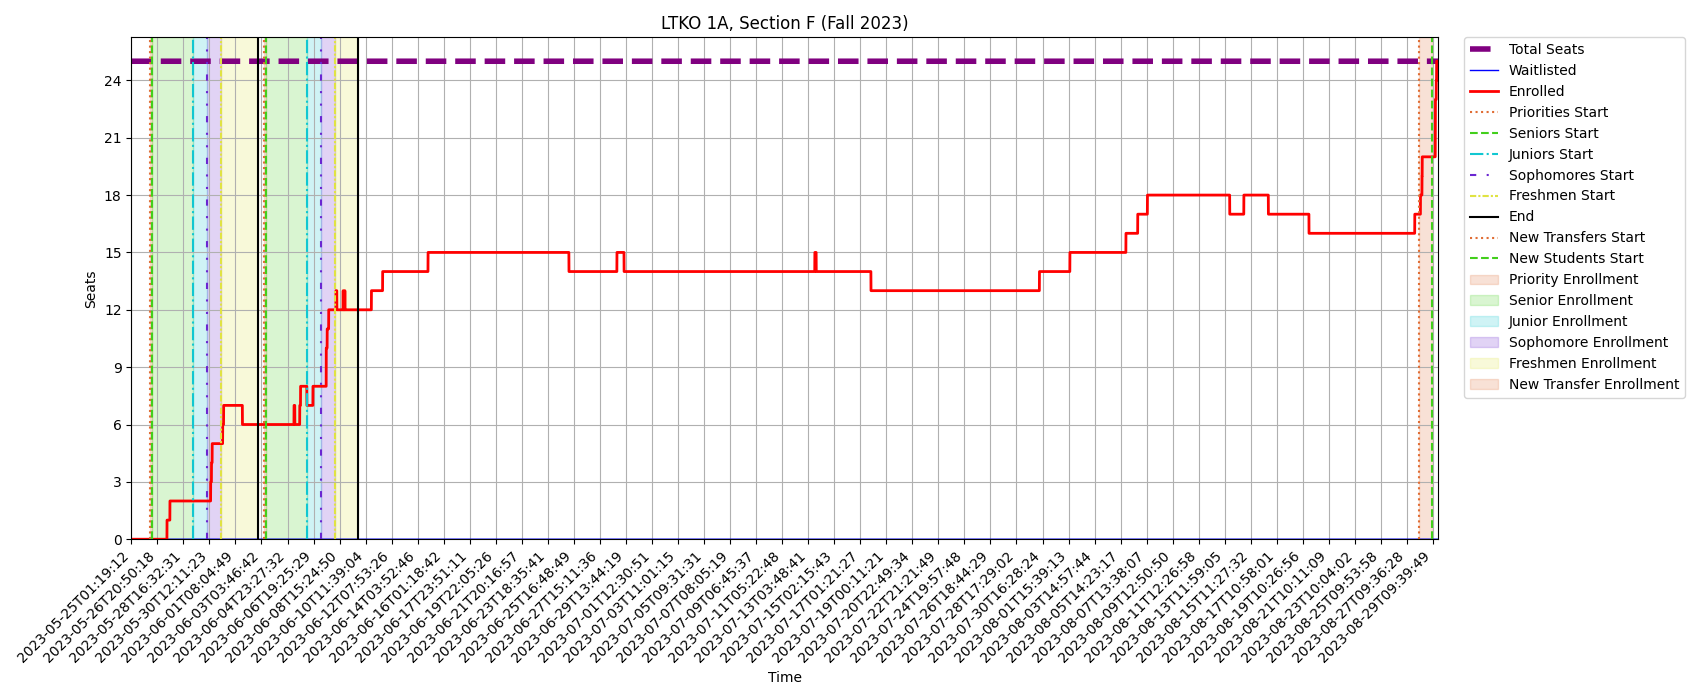 LTKO 1A, Section F (Fall 2023)
Seats
24
21
18
15
12
9
6
3
0
2023-05-25T01:19:12
2023-05-26T20:50:18
2023-05-28T16:32:31
2023-05-30T12:11:23
2023-06-01T08:04:49
2023-06-03T03:46:42
2023-06-04T23:27:32
2023-06-06T19:25:29
2023-06-08T15:24:50
2023-06-10T11:39:04
2023-06-12T07:53:26
2023-06-14T03:52:46
2023-06-16T01:18:42
2023-06-17T23:51:11
2023-06-19T22:05:26
2023-06-21T20:16:57
2023-06-23T18:35:41
2023-06-25T16:48:49
2023-06-27T15:11:36
2023-06-29T13:44:19
2023-07-01T12:30:51
2023-07-03T11:01:15
2023-07-05T09:31:31
2023-07-07T08:05:19
2023-07-09T06:45:37
2023-07-11T05:22:48
2023-07-13T03:48:41
2023-07-15T02:15:43
2023-07-17T01:21:27
2023-07-19T00:11:21
2023-07-20T22:49:34
2023-07-22T21:21:49
2023-07-24T19:57:48
2023-07-26T18:44:29
2023-07-28T17:29:02
2023-07-30T16:28:24
2023-08-01T15:39:13
2023-08-03T14:57:44
2023-08-05T14:23:17
2023-08-07T13:38:07
2023-08-09T12:50:50
2023-08-11T12:26:58
2023-08-13T11:59:05
2023-08-15T11:27:32
2023-08-17T10:58:01
2023-08-19T10:26:56
2023-08-21T10:11:09
2023-08-23T10:04:02
2023-08-25T09:53:58
2023-08-27T09:36:28
2023-08-29T09:39:49
Time
Total Seats
Waitlisted
Enrolled
Priorities Start
Seniors Start
Juniors Start
Sophomores Start
Freshmen Start
End
New Transfers Start
New Students Start
Priority Enrollment
Senior Enrollment
Junior Enrollment
Sophomore Enrollment
Freshmen Enrollment
New Transfer Enrollment